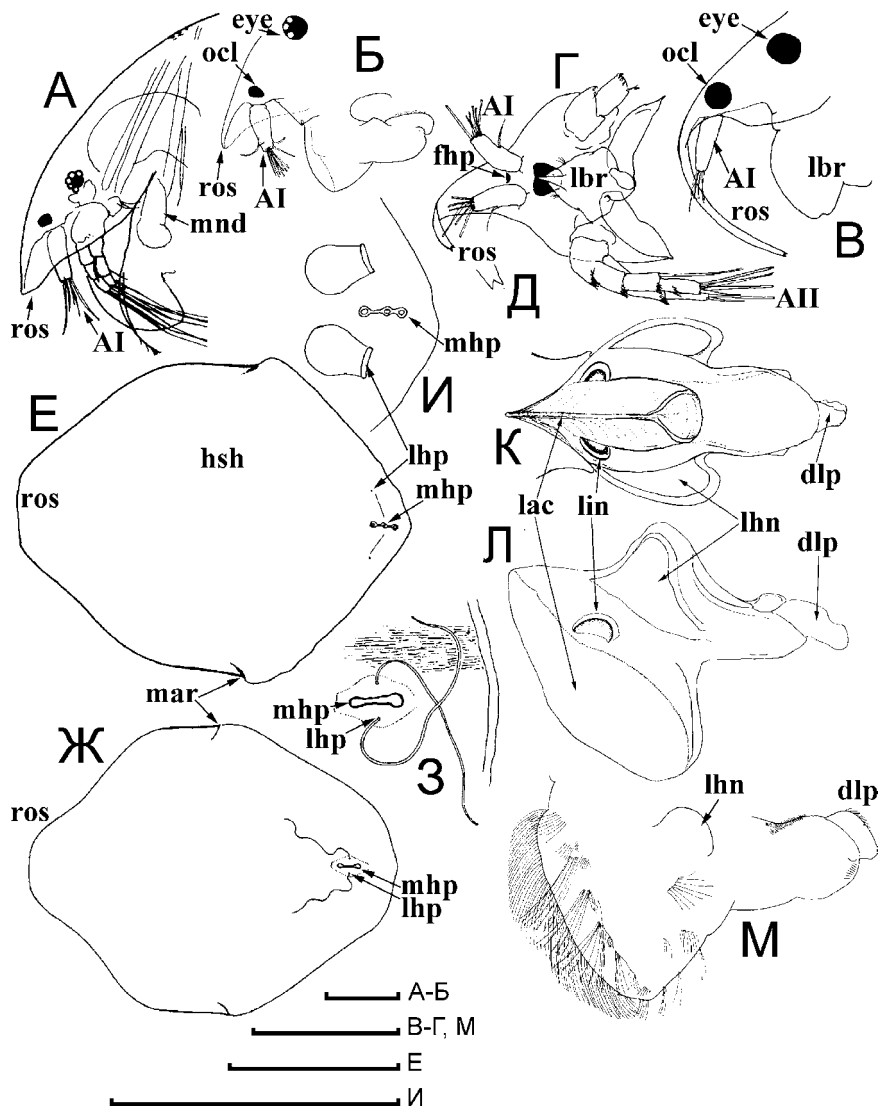 eye
ocl
А
Б
ros
AI
mnd
ros
AI
eye
ocl
Г
AI
fhp
lbr
ros
Д
AII
AI
lbr
ros
В
mhp
И
lhp
mhp
Е
hsh
ros
К
dlp
lac
lin
lhn
Л
dlp
mar
mhp
lhp
З
Ж
ros
mhp
lhp
lhn
dlp
М
А-Б
В-Г, М
Е
И